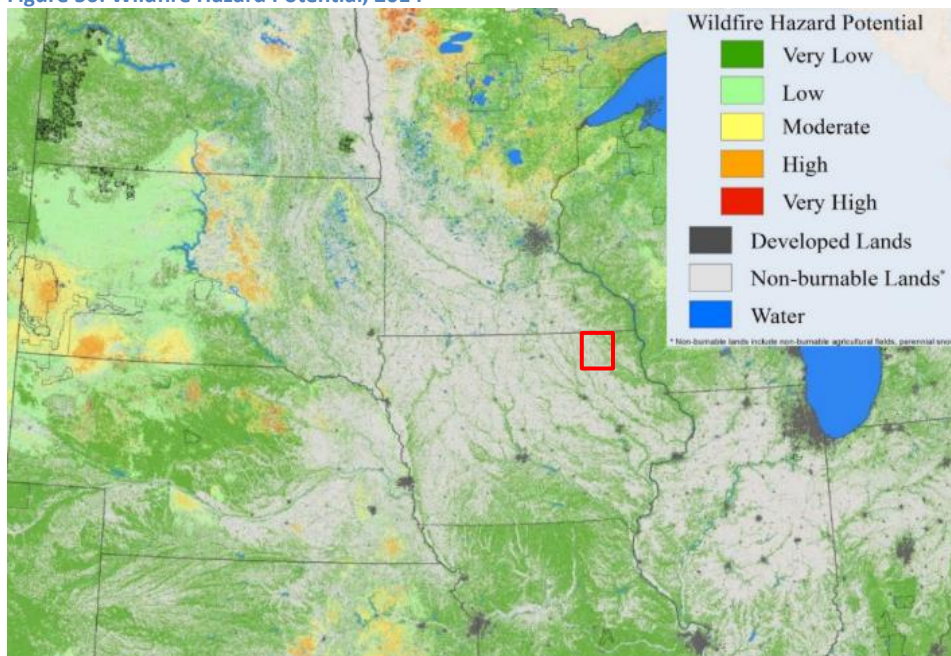 Wildfire Hazard Potential
Very Low
Low
Moderate
High
Very High
Developed Lands
Non-burnable Lands*
Water
* Non-burnable lands include non-burnable agricultural fields, perennial snow